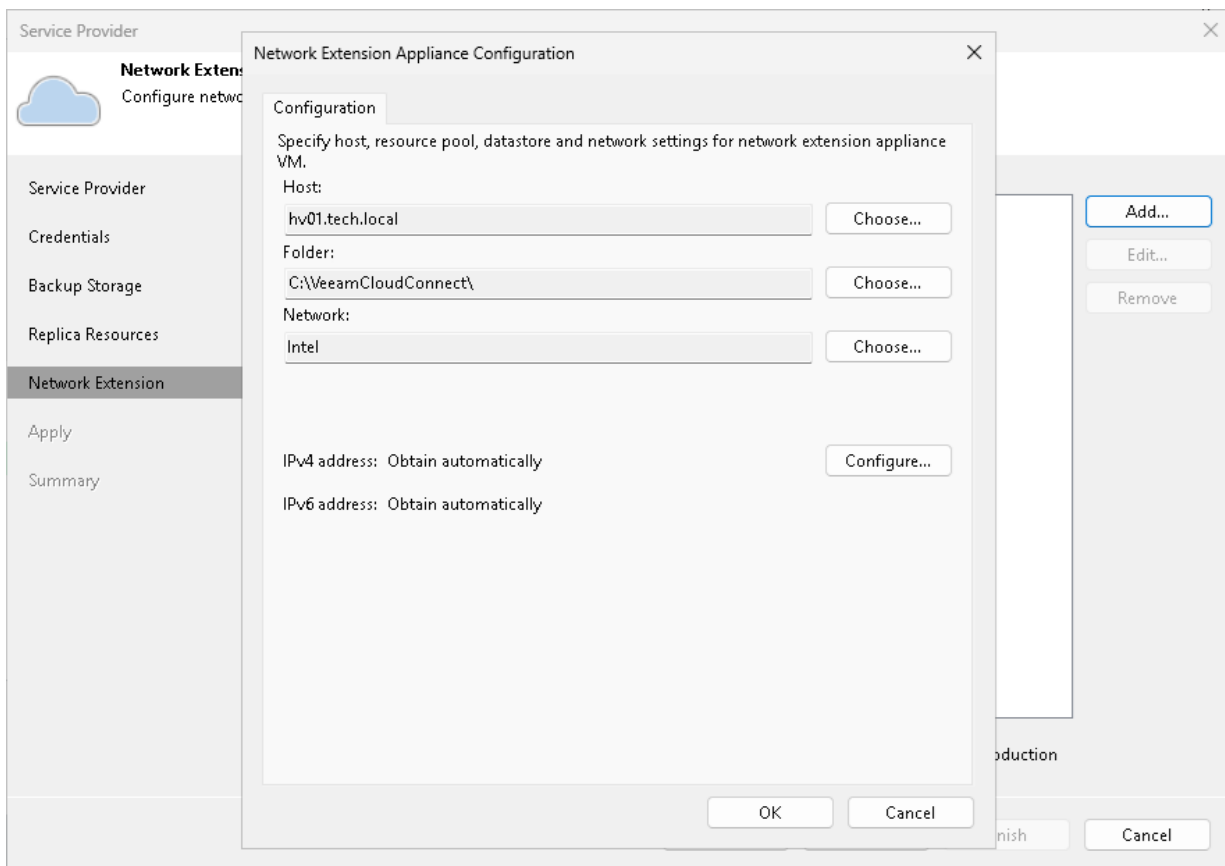 Service Provider
Network Extension Appliance Configuration
Network Extens
Configure netwo
Configuration
Specify host, resource pool, datastore and network settings for network extension appliance
VM.
Host:
hv01.tech.local
Choose...
Folder:
C:\VeeamCloudConnect\
Choose...
Network:
Intel
Choose...
IPv4 address: Obtain automatically
Configure...
IPv6 address: Obtain automatically
OK
Cancel
Service Provider
Credentials
Backup Storage
Replica Resources
Network Extension
Apply
Summary
Add...
Edit...
Remove
oduction
nish
Cancel